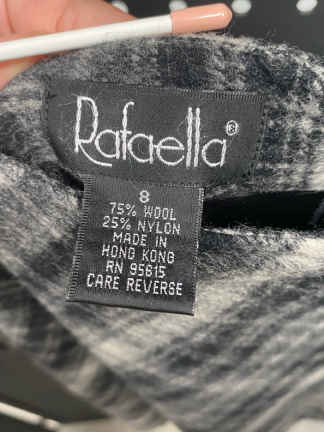 Rafaella®
8
75% WOOL
25% NYLON
MADE IN
HONG KONG
RN 95615
CARE REVERSE